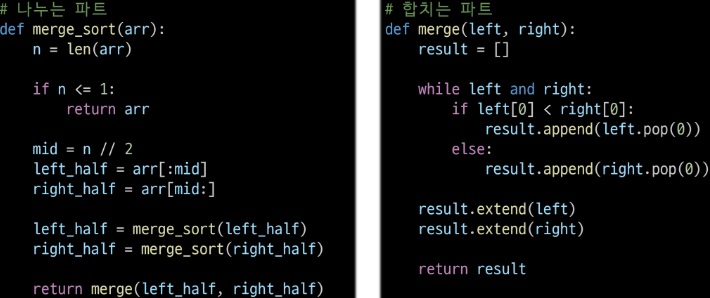 # 나누는 파트
def merge_sort(arr):
    n = len(arr)

    if n <= 1:
        return arr

    mid = n // 2
    left_half = arr[:mid]
    right_half = arr[mid:]

    left_half = merge_sort(left_half)
    right_half = merge_sort(right_half)

    return merge(left_half, right_half)
# 합치는 파트
def merge(left, right):
    result = []

    while left and right:
        if left[0] < right[0]:
            result.append(left.pop(0))
        else:
            result.append(right.pop(0))

    result.extend(left)
    result.extend(right)

    return result